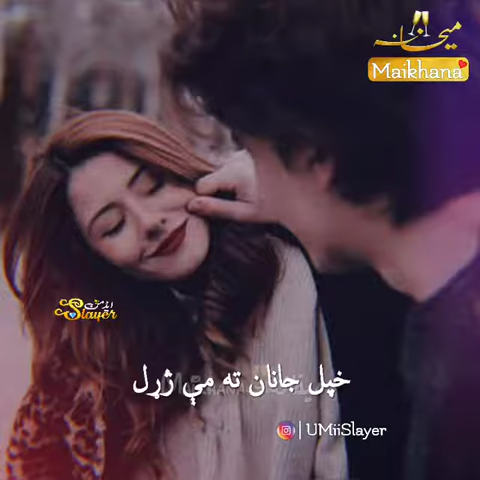 میخانہ
Maikhana
Slayer
خپل جانان ته مې ژړل
UMiiSlayer